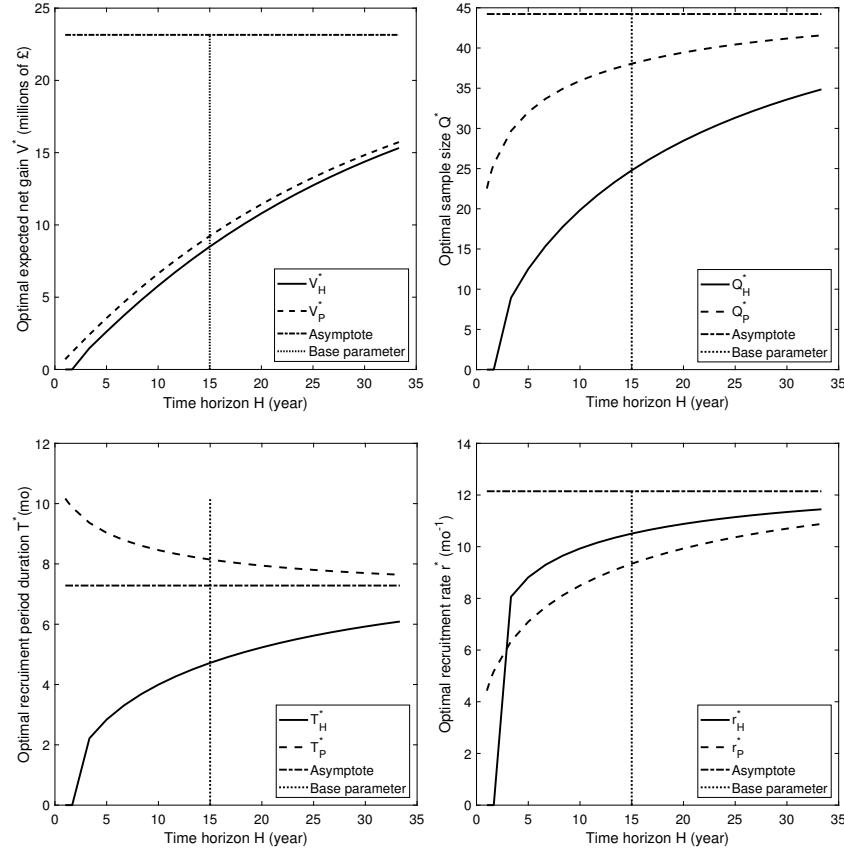 Optimal expected net gain V* (millions of £)
25
20
15
10
5
0
0 5 10 15 20 25 30 35
Time horizon H (year)
V*H
V*P
Asymptote
Base parameter
Optimal sample size Q*
45
40
35
30
25
20
15
10
5
0
0 5 10 15 20 25 30 35
Time horizon H (year)
Q*H
Q*P
Asymptote
Base parameter
Optimal recruiment period duration T*(mo)
12
10
8
6
4
2
0
0 5 10 15 20 25 30 35
Time horizon H (year)
T*H
T*P
Asymptote
Base parameter
Optimal recruitment rate r* (mo-1)
14
12
10
8
6
4
2
0
0 5 10 15 20 25 30 35
Time horizon H (year)
r*H
r*P
Asymptote
Base parameter